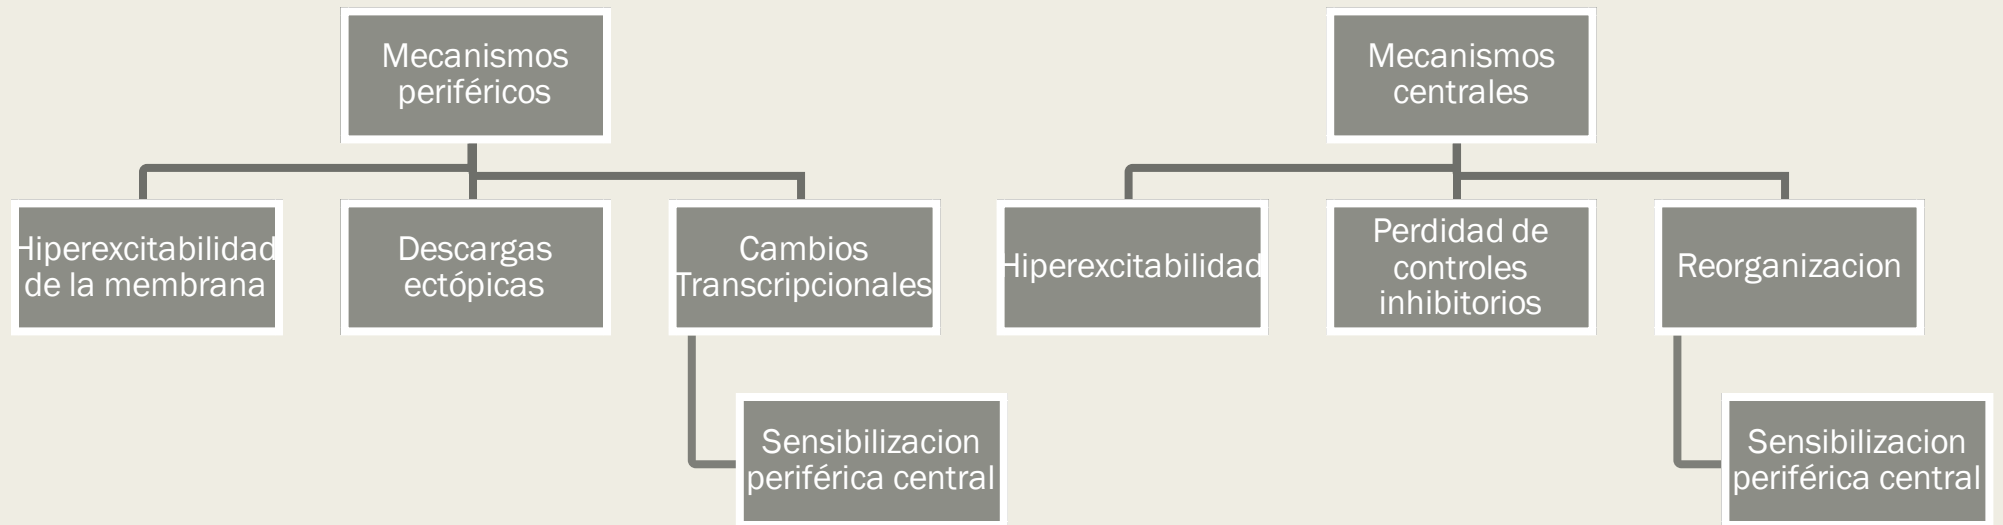 Mecanismos
periféricos
Hiperexcitabilidad
de la membrana
Descargas
ectópicas
Cambios
Transcripcionales
Sensibilizacion
periférica central
Mecanismos
centrales
Hiperexcitabilidad
Perdidad de
controles
inhibitorios
Reorganizacion
Sensibilizacion
periférica central